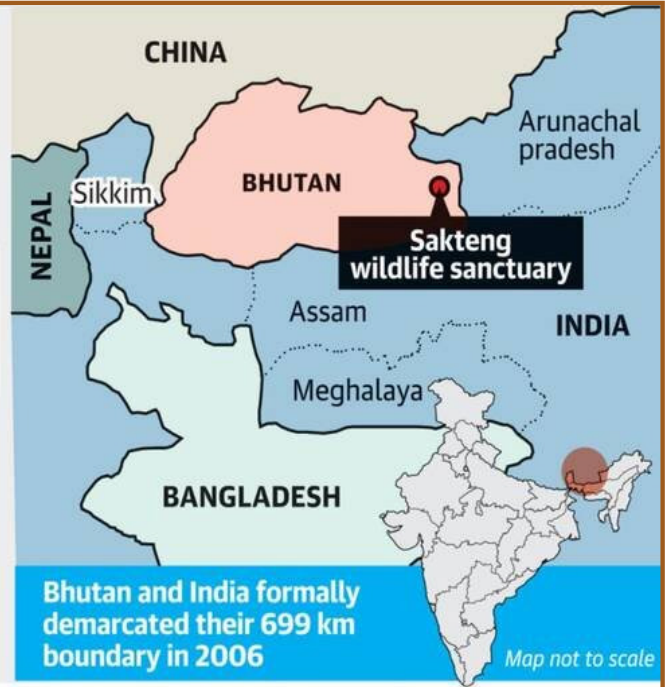 CHINA
Arunachal
pradesh
BHUTAN
Sikkim
NEPAL
Sakteng
wildlife sanctuary
Assam
INDIA
Meghalaya
BANGLADESH
Bhutan and India formally
demarcated their 699 km
boundary in 2006
Map not to scale